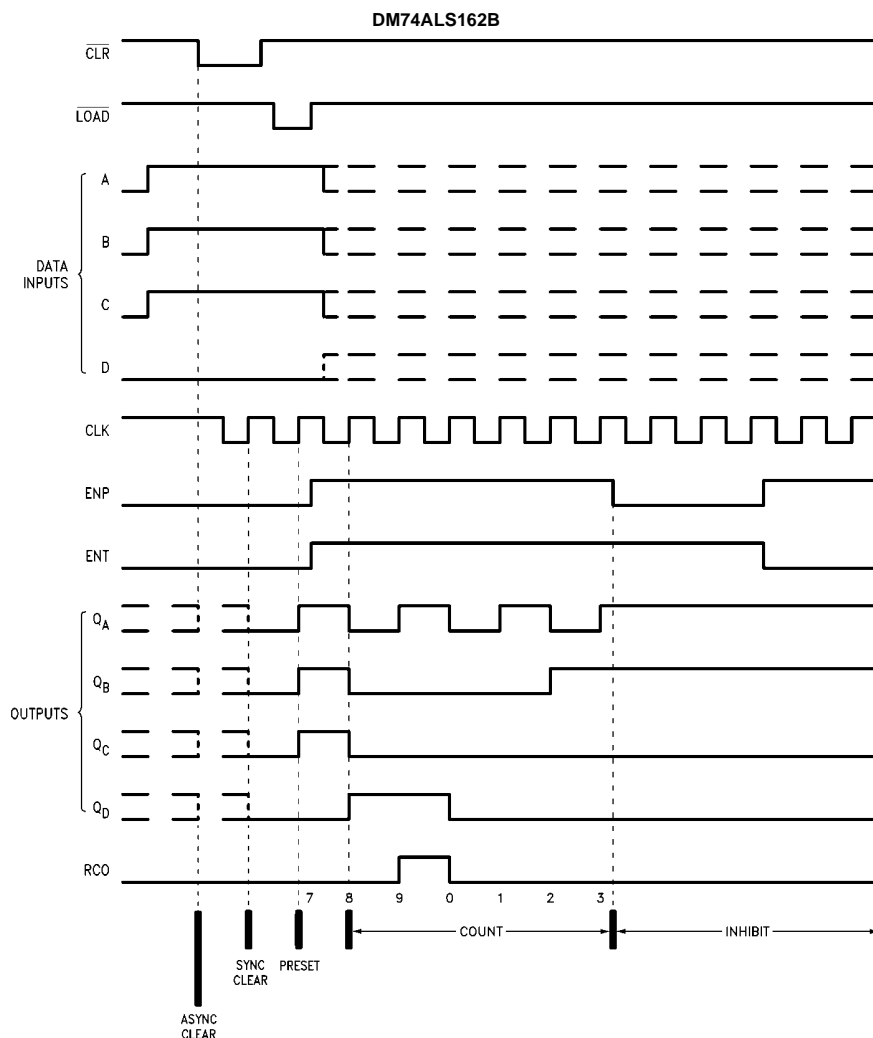 DM74ALS162B
CLR
LOAD
A
B
DATA
INPUTS
C
D
CLK
ENP
ENT
QA
QB
OUTPUTS
QC
QD
RCO
7 8 9 0 1 2 3
COUNT INHIBIT
SYNC
CLEAR
PRESET
ASYNC
CLEAR